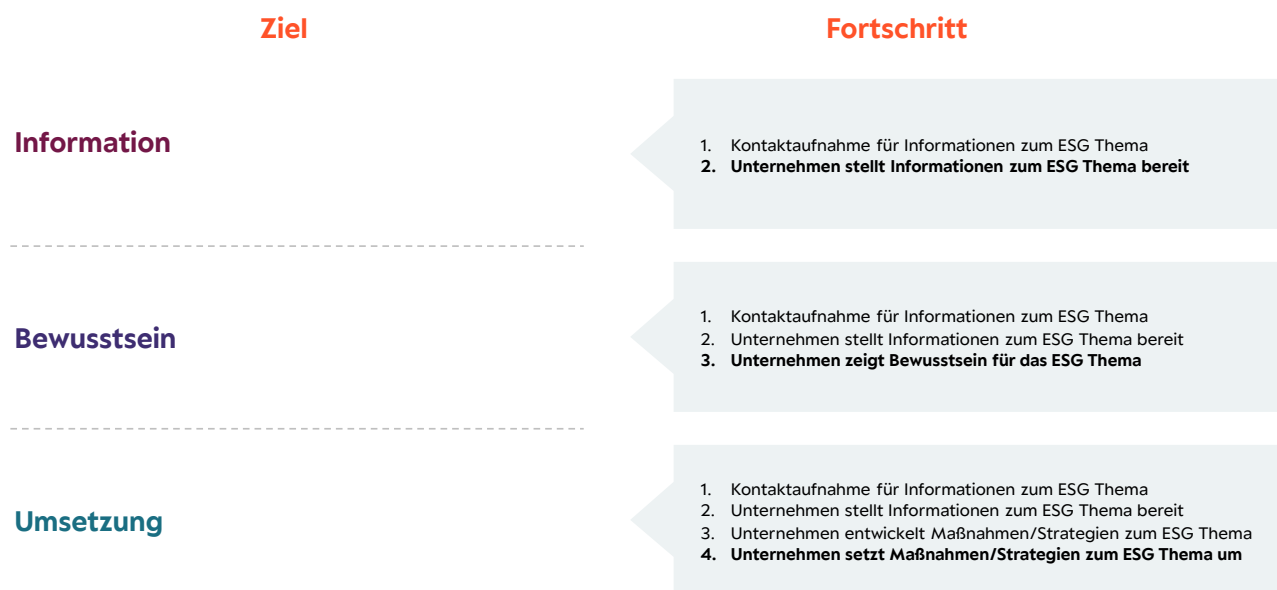 Ziel
Fortschritt
Information
1. Kontaktaufnahme für Informationen zum ESG Thema
2. Unternehmen stellt Informationen zum ESG Thema bereit
Bewusstsein
1. Kontaktaufnahme für Informationen zum ESG Thema
2. Unternehmen stellt Informationen zum ESG Thema bereit
3. Unternehmen zeigt Bewusstsein für das ESG Thema
Umsetzung
1. Kontaktaufnahme für Informationen zum ESG Thema
2. Unternehmen stellt Informationen zum ESG Thema bereit
3. Unternehmen entwickelt Maßnahmen/Strategien zum ESG Thema
4. Unternehmen setzt Maßnahmen/Strategien zum ESG Thema um